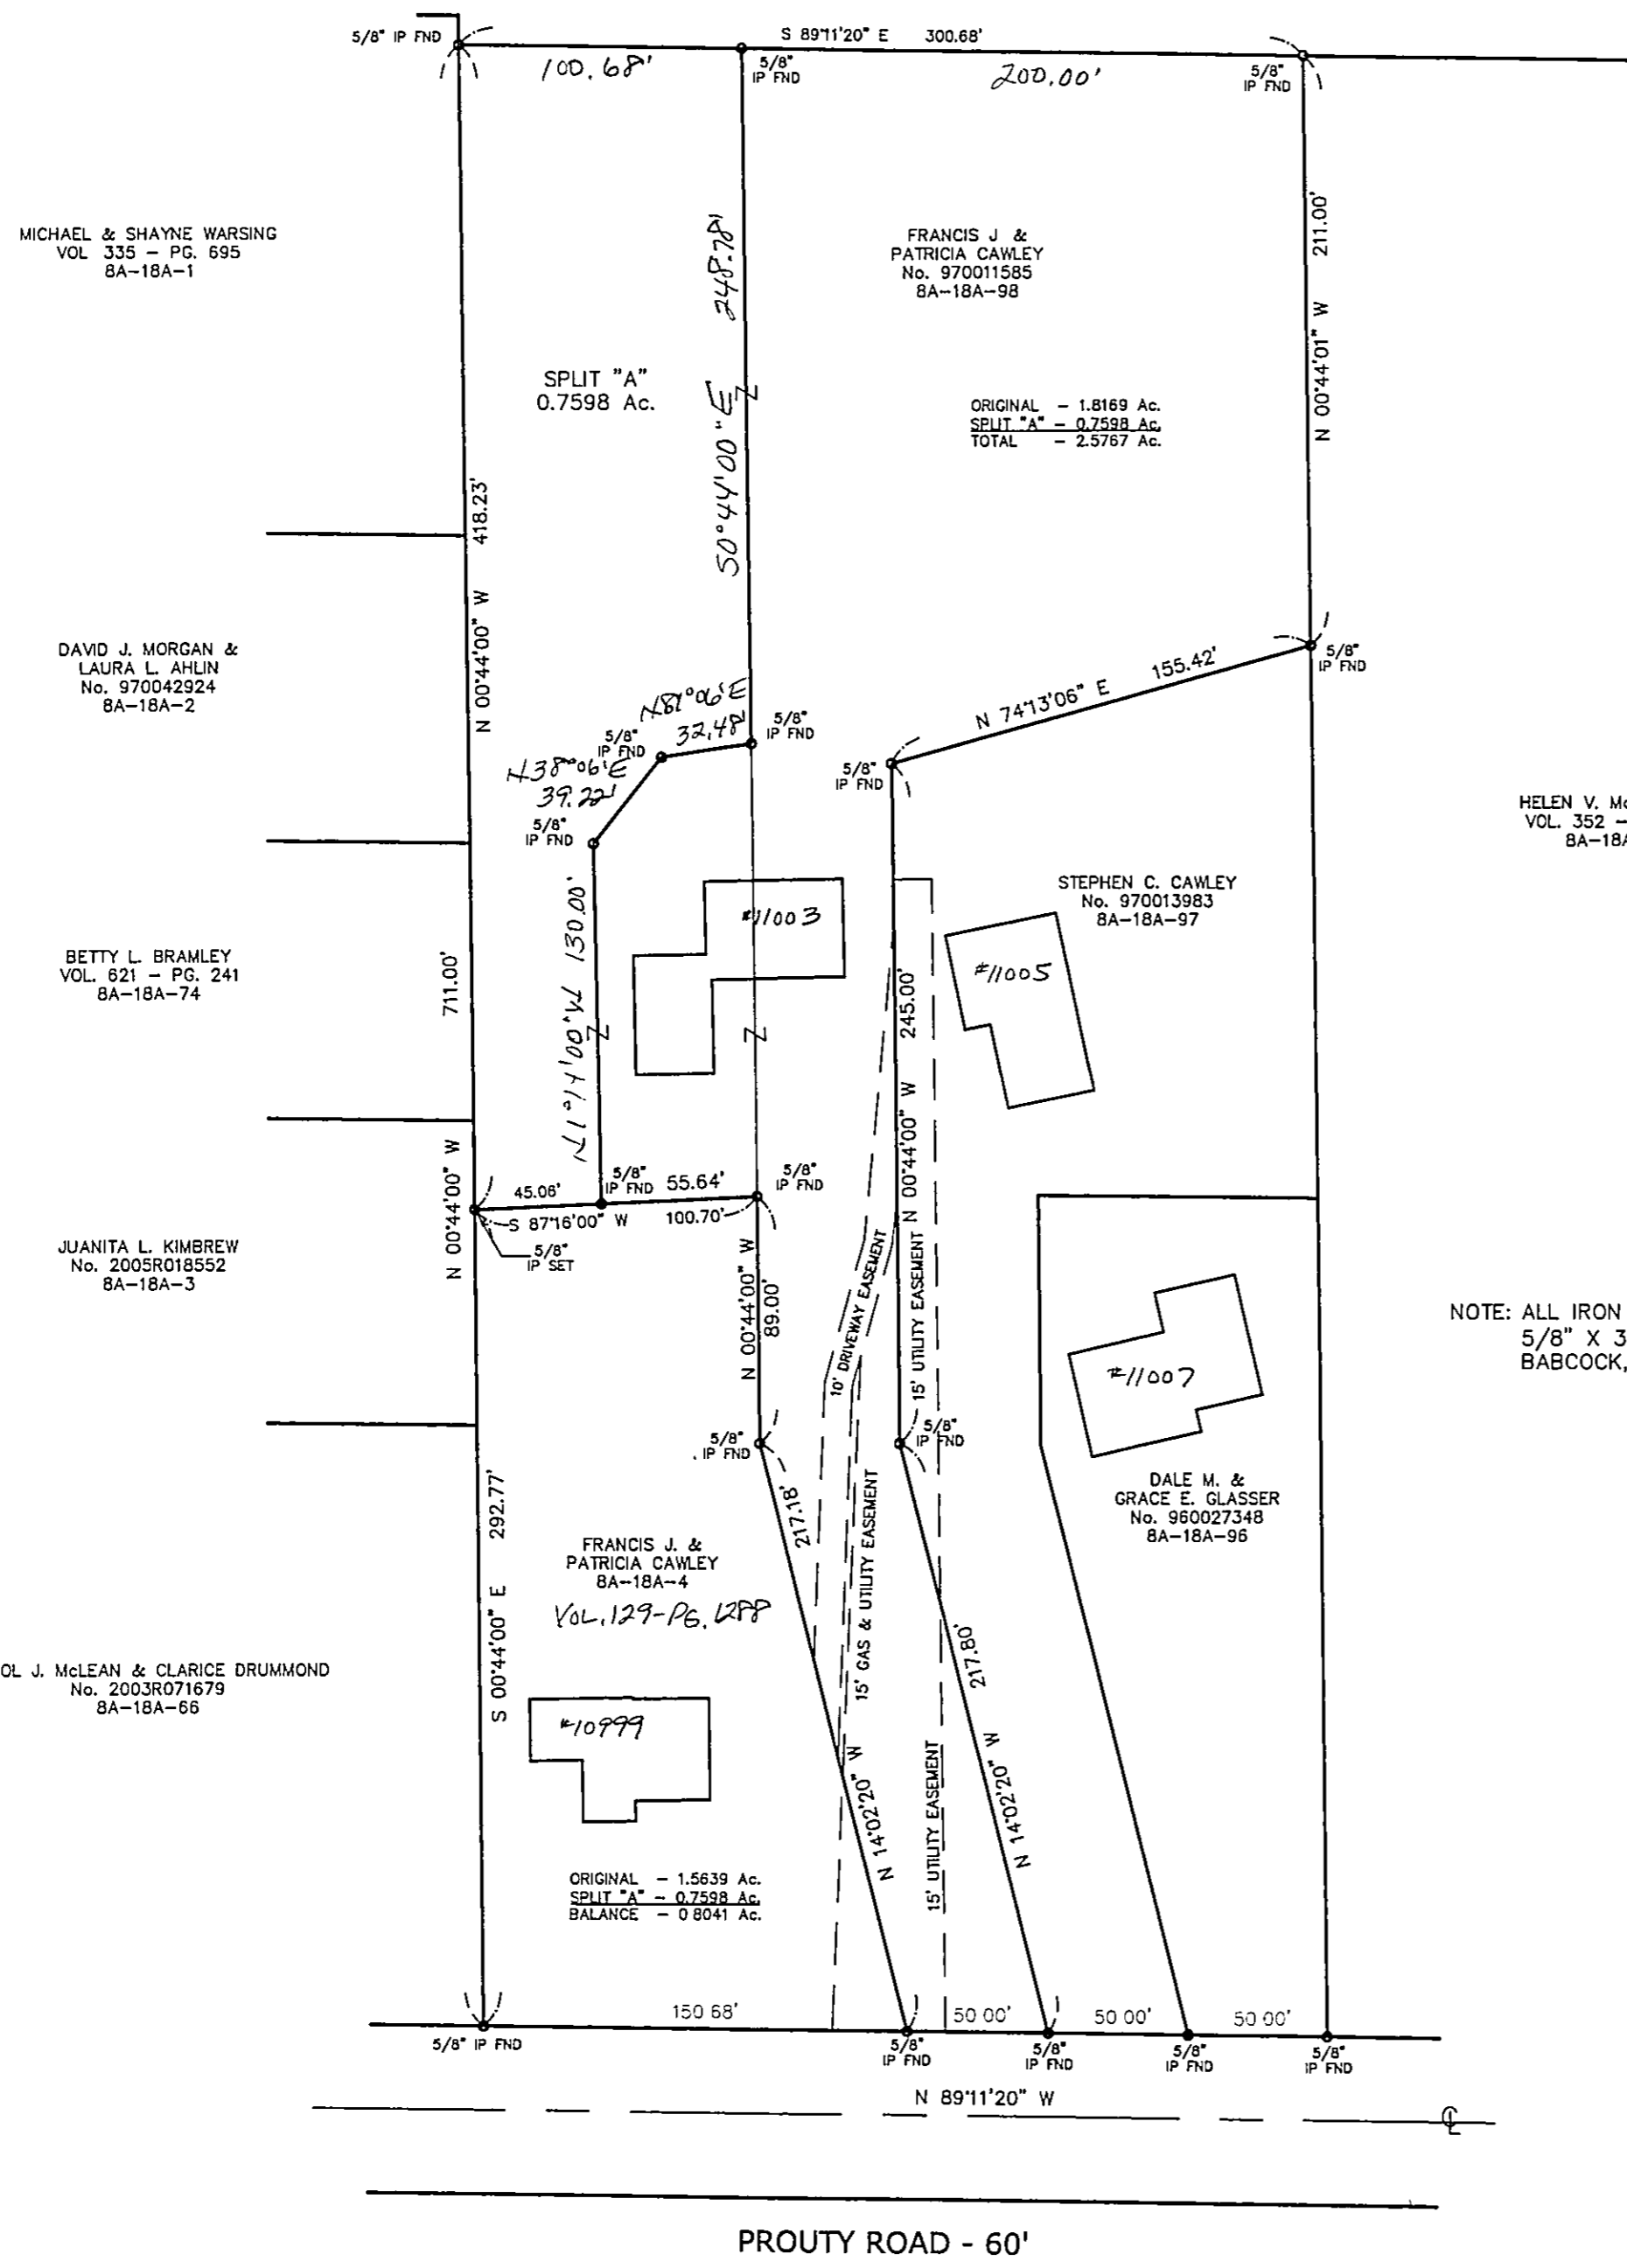 5/8" IP FND
S 89°11'20" E 300.68'
100.68'
5/8"
IP FND
200.00'
5/8"
IP FND
MICHAEL & SHAYNE WARSING
VOL 335 - PG. 695
8A-18A-1
248.78'
S0°44'00"E
FRANCIS J &
PATRICIA CAWLEY
No. 970011585
8A-18A-98
N 00°44'01" W 211.00'
SPLIT "A"
0.7598 Ac.
ORIGINAL - 1.8169 Ac.
SPLIT "A" - 0.7598 Ac.
TOTAL - 2.5767 Ac.
N 00°44'00" W 418.23'
DAVID J. MORGAN &
LAURA L. AHLIN
No. 970042924
8A-18A-2
N81°06'E
32.48'
5/8"
IP FND
5/8"
IP FND
N 74°13'06" E 155.42'
5/8"
IP FND
5/8"
IP FND
N38°06'E
39.22'
5/8"
IP FND
HELEN V.
VOL. 352 -
STEPHEN C. CAWLEY
No. 970013983
8A-18A-97
#11003
#11005
BETTY L. BRAMLEY
VOL. 621 - PG. 241
8A-18A-74
711.00'
N 00°44'00" W
130.00'
N 00°44'00" W 245.00'
45.06'
5/8"
IP FND
55.64'
5/8"
IP FND
S 87°16'00" W 100.70'
5/8"
IP SET
JUANITA L. KIMBREW
No. 2005R018552
8A-18A-3
N 00°44'00" W
89.00'
10' DRIVEWAY EASEMENT
15' UTILITY EASEMENT
NOTE: ALL IRON
5/8" X 3
BABCOCK,
#11007
5/8"
IP FND
5/8"
IP FND
DALE M. &
GRACE E. GLASSER
No. 960027348
8A-18A-96
S 00°44'00" E 292.77'
FRANCIS J. &
PATRICIA CAWLEY
8A-18A-4
VOL.129-PG.1288
N 14°02'20" W 217.18'
15' GAS & UTILITY EASEMENT
N 14°02'20" W 217.80'
15' UTILITY EASEMENT
OL J. McLEAN & CLARICE DRUMMOND
No. 2003R071679
8A-18A-66
#10999
ORIGINAL - 1.5639 Ac.
SPLIT "A" - 0.7598 Ac.
BALANCE - 0 8041 Ac.
150 68'
50 00'
50 00'
50 00'
5/8" IP FND
5/8"
IP FND
5/8"
IP FND
5/8"
IP FND
5/8"
IP FND
N 89°11'20" W
PROUTY ROAD - 60'